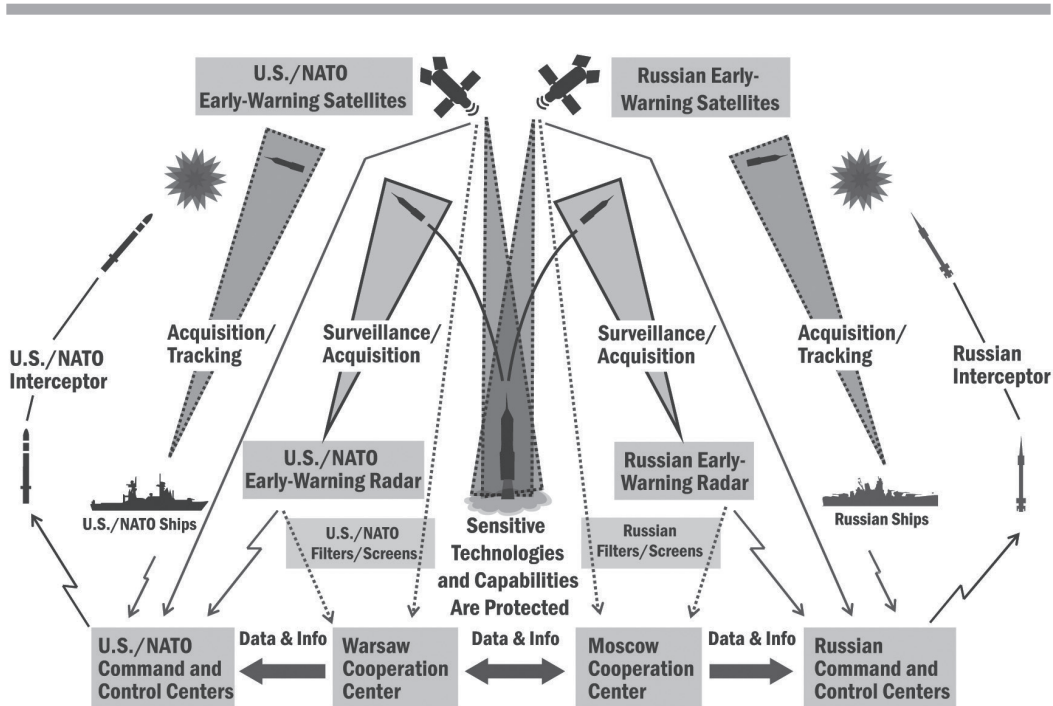 U.S./NATO
Early-Warning Satellites
Russian Early-
Warning Satellites
Acquisition/
Tracking
Surveillance/
Acquisition
Surveillance/
Acquisition
Acquisition/
Tracking
U.S./NATO
Interceptor
Russian
Interceptor
U.S./NATO
Early-Warning Radar
Russian Early-
Warning Radar
U.S./NATO Ships
Russian Ships
U.S./NATO
Filters/Screens
Russian
Filters/Screens
Sensitive
Technologies
and Capabilities
Are Protected
U.S./NATO
Command and
Control Centers
Data & Info
Warsaw
Cooperation
Center
Data & Info
Moscow
Cooperation
Center
Data & Info
Russian
Command and
Control Centers